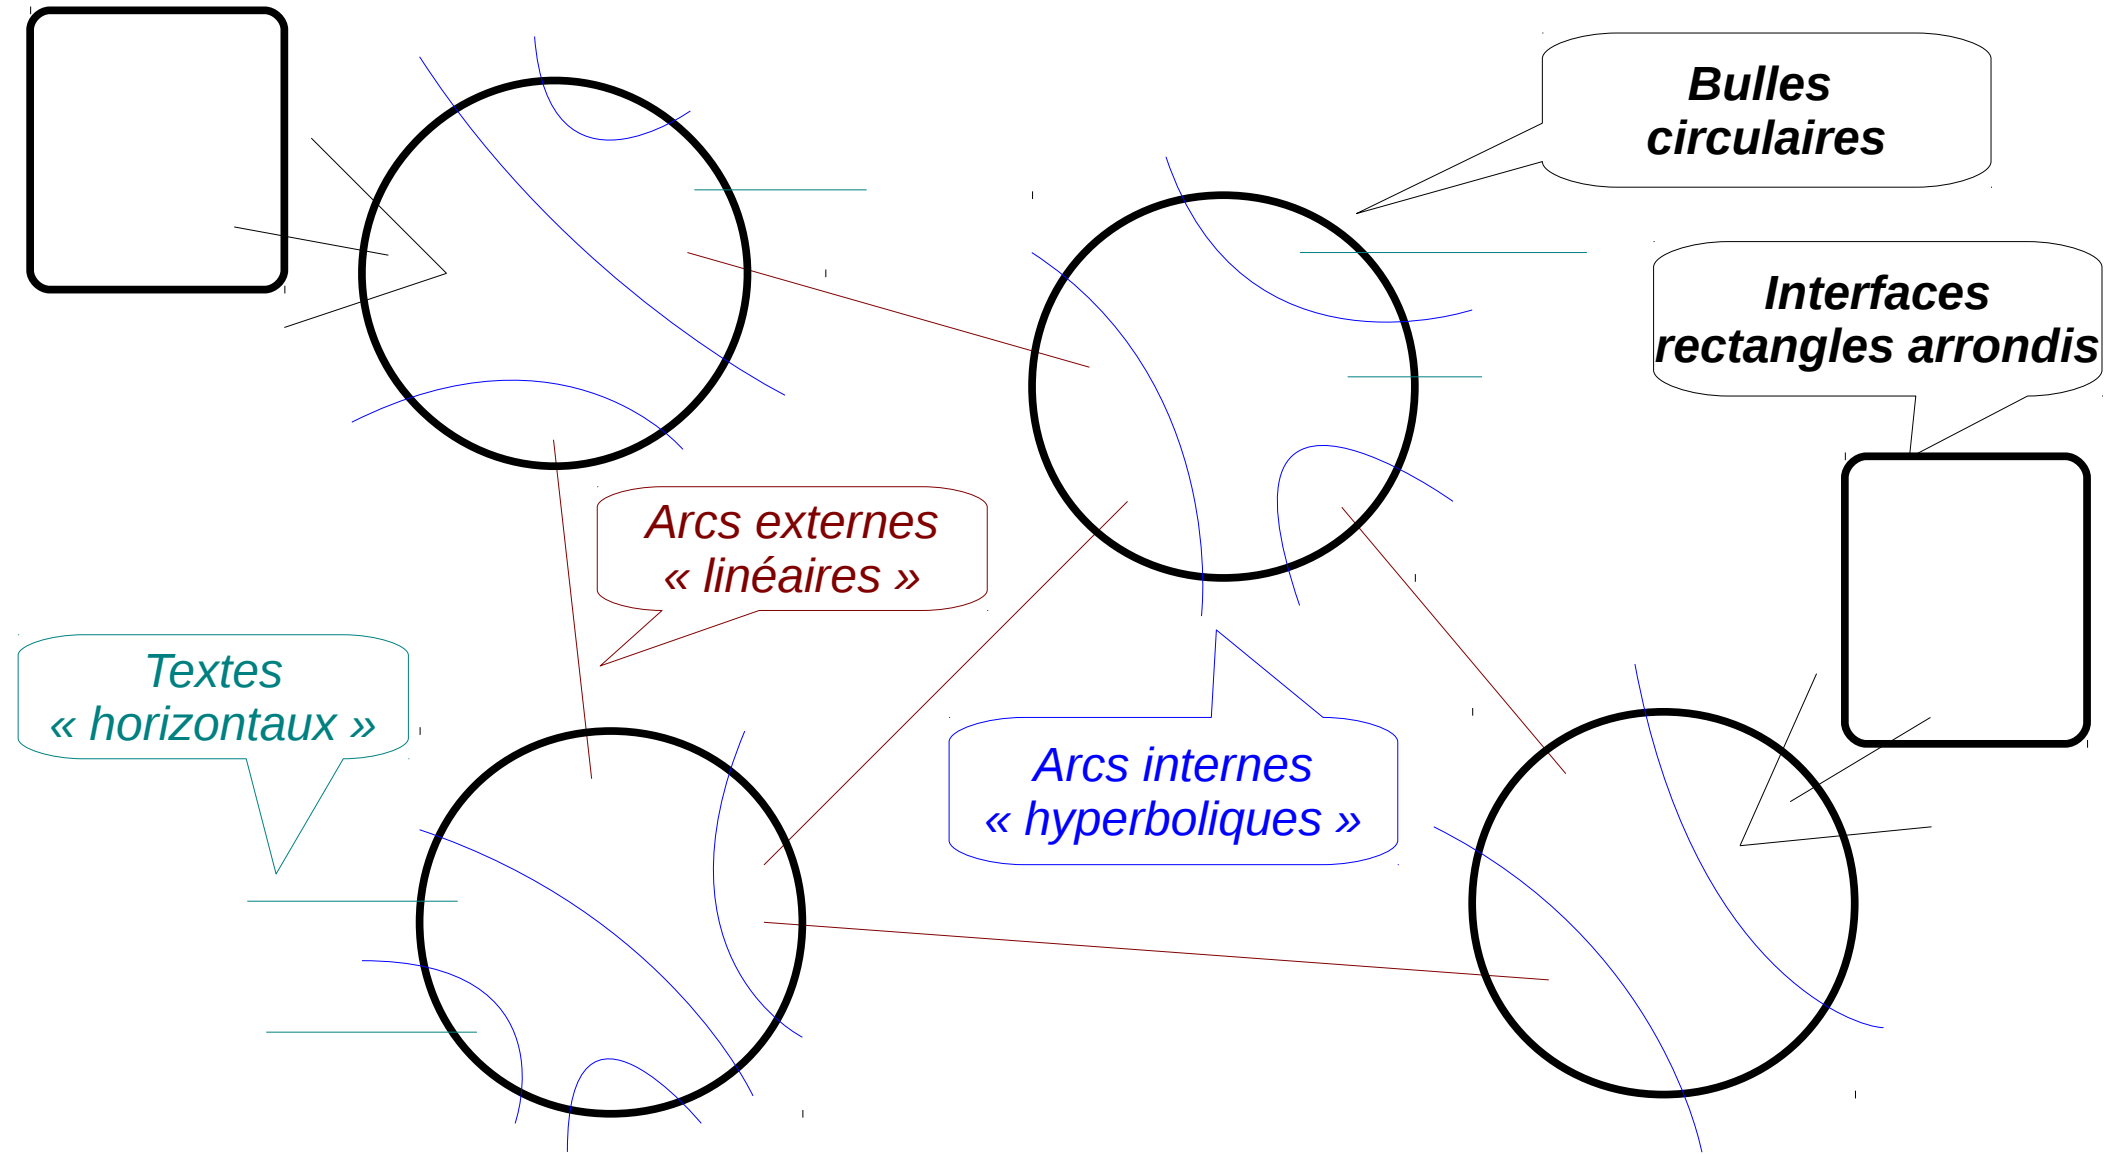 Bulles
circulaires
Interfaces
rectangles arrondis
Arcs externes
« linéaires »
Textes
« horizontaux »
Arcs internes
« hyperboliques »